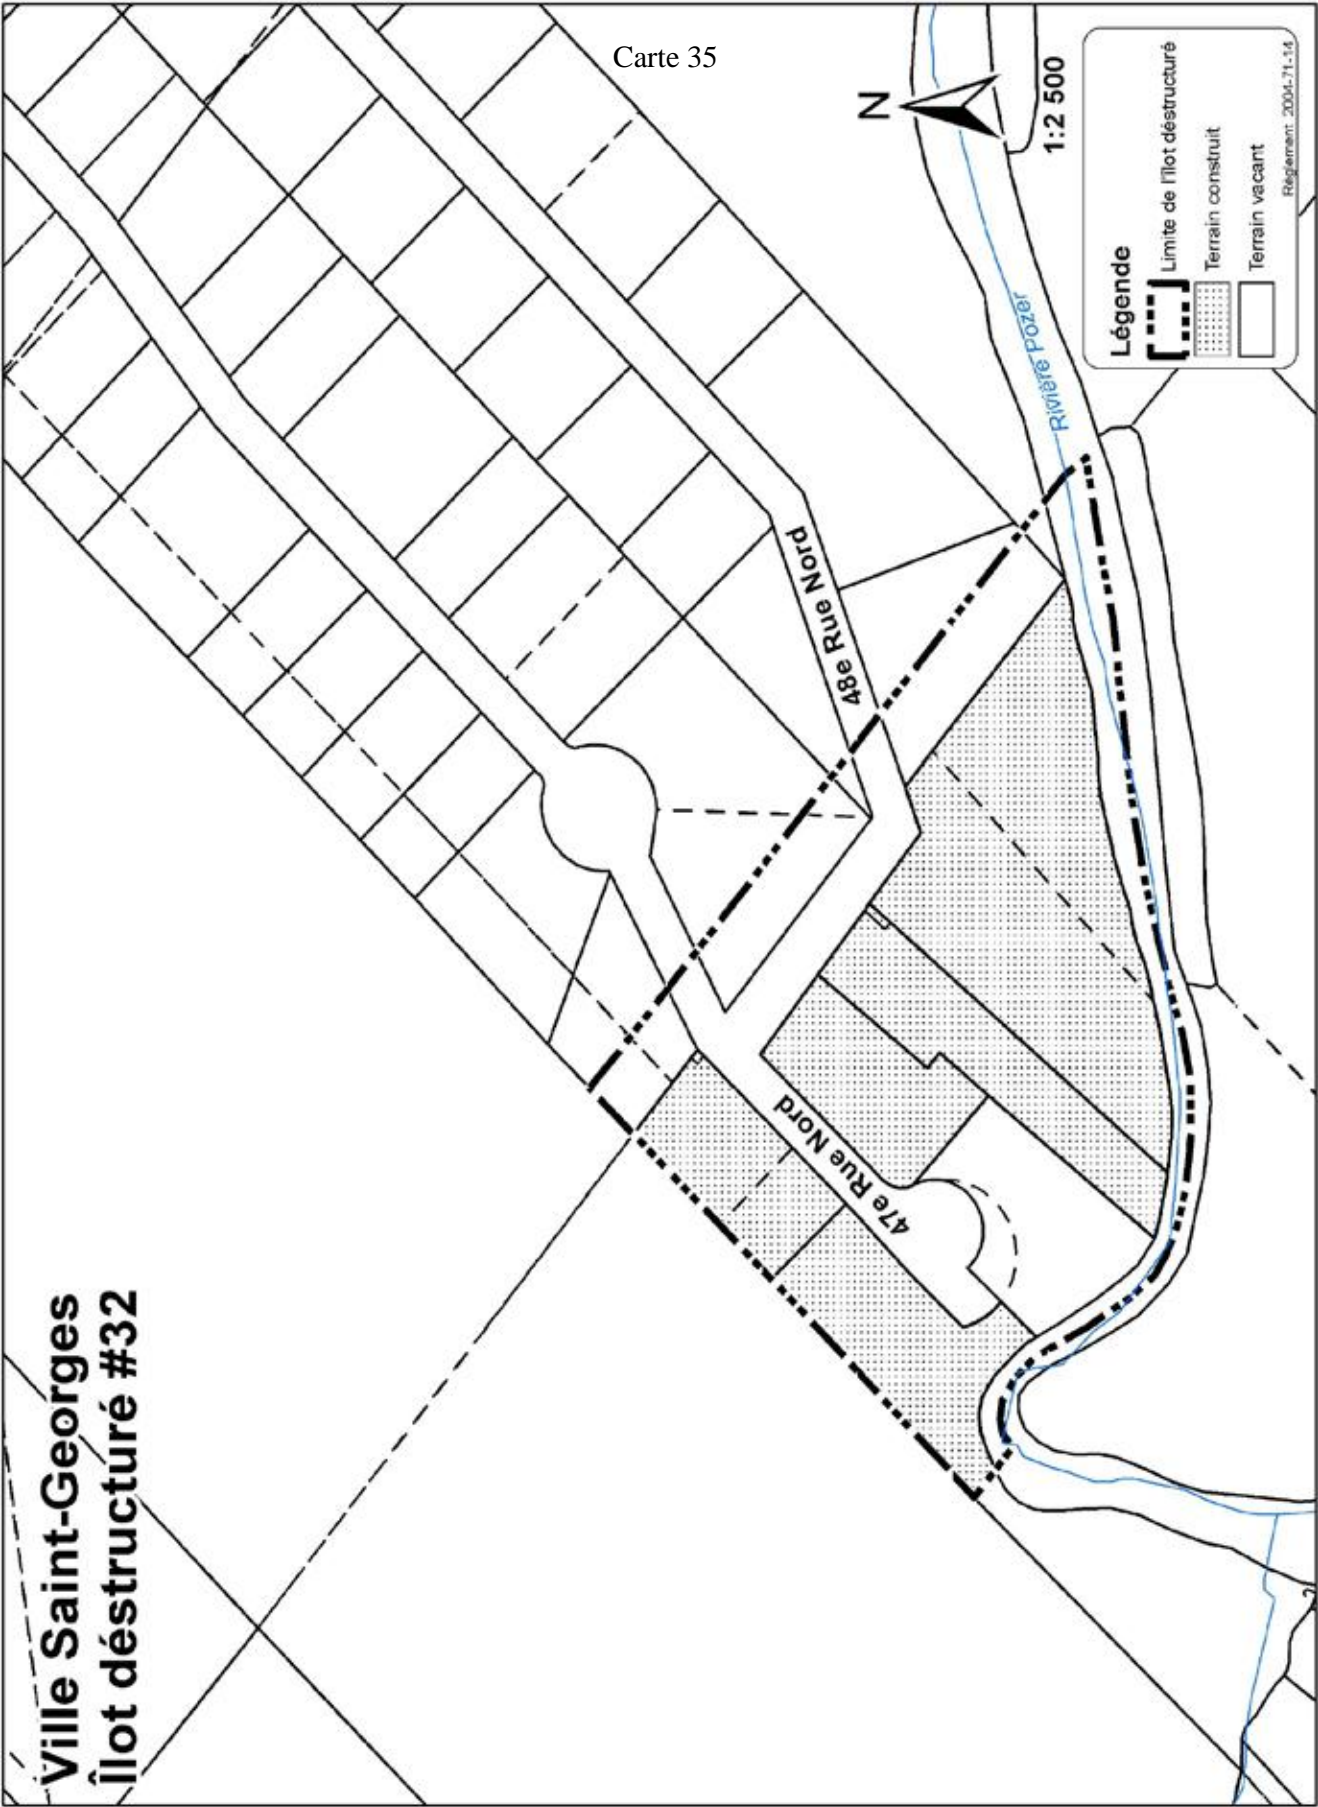 Carte 35
Ville Saint-Georges
Îlot déstructuré #32
48e Rue Nord
47e Rue Nord
Rivière Pozer
N
1:2 500
Légende
Limite de l'îlot déstructuré
Terrain construit
Terrain vacant
Règlement 2004-71-14